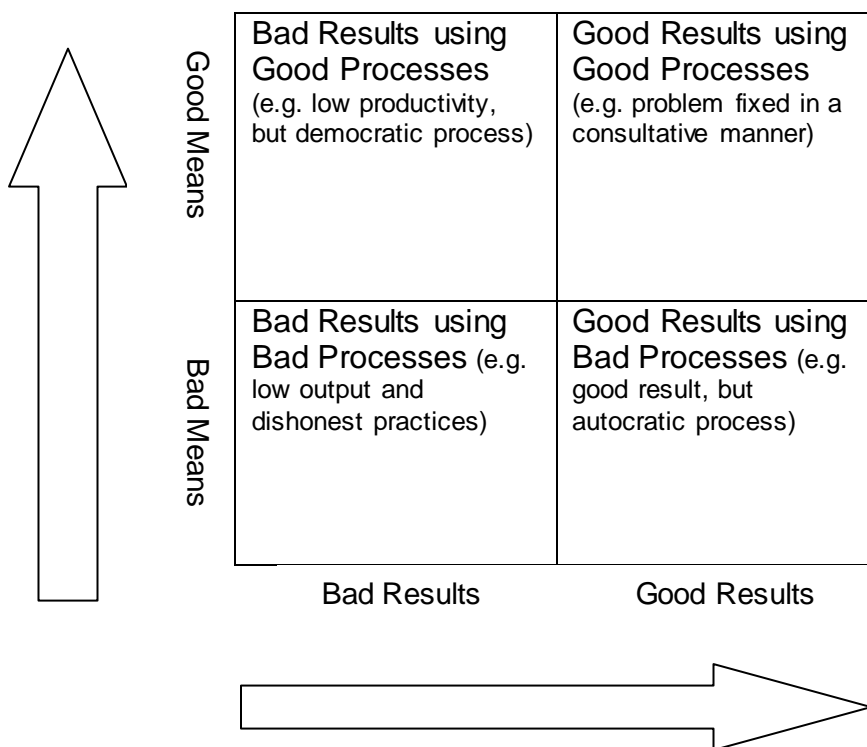 Good Means
Bad Results using
Good Processes
(e.g. low productivity,
but democratic process)
Good Results using
Good Processes
(e.g. problem fixed in a
consultative manner)
Bad Means
Bad Results using
Bad Processes (e.g.
low output and
dishonest practices)
Good Results using
Bad Processes (e.g.
good result, but
autocratic process)
Bad Results
Good Results